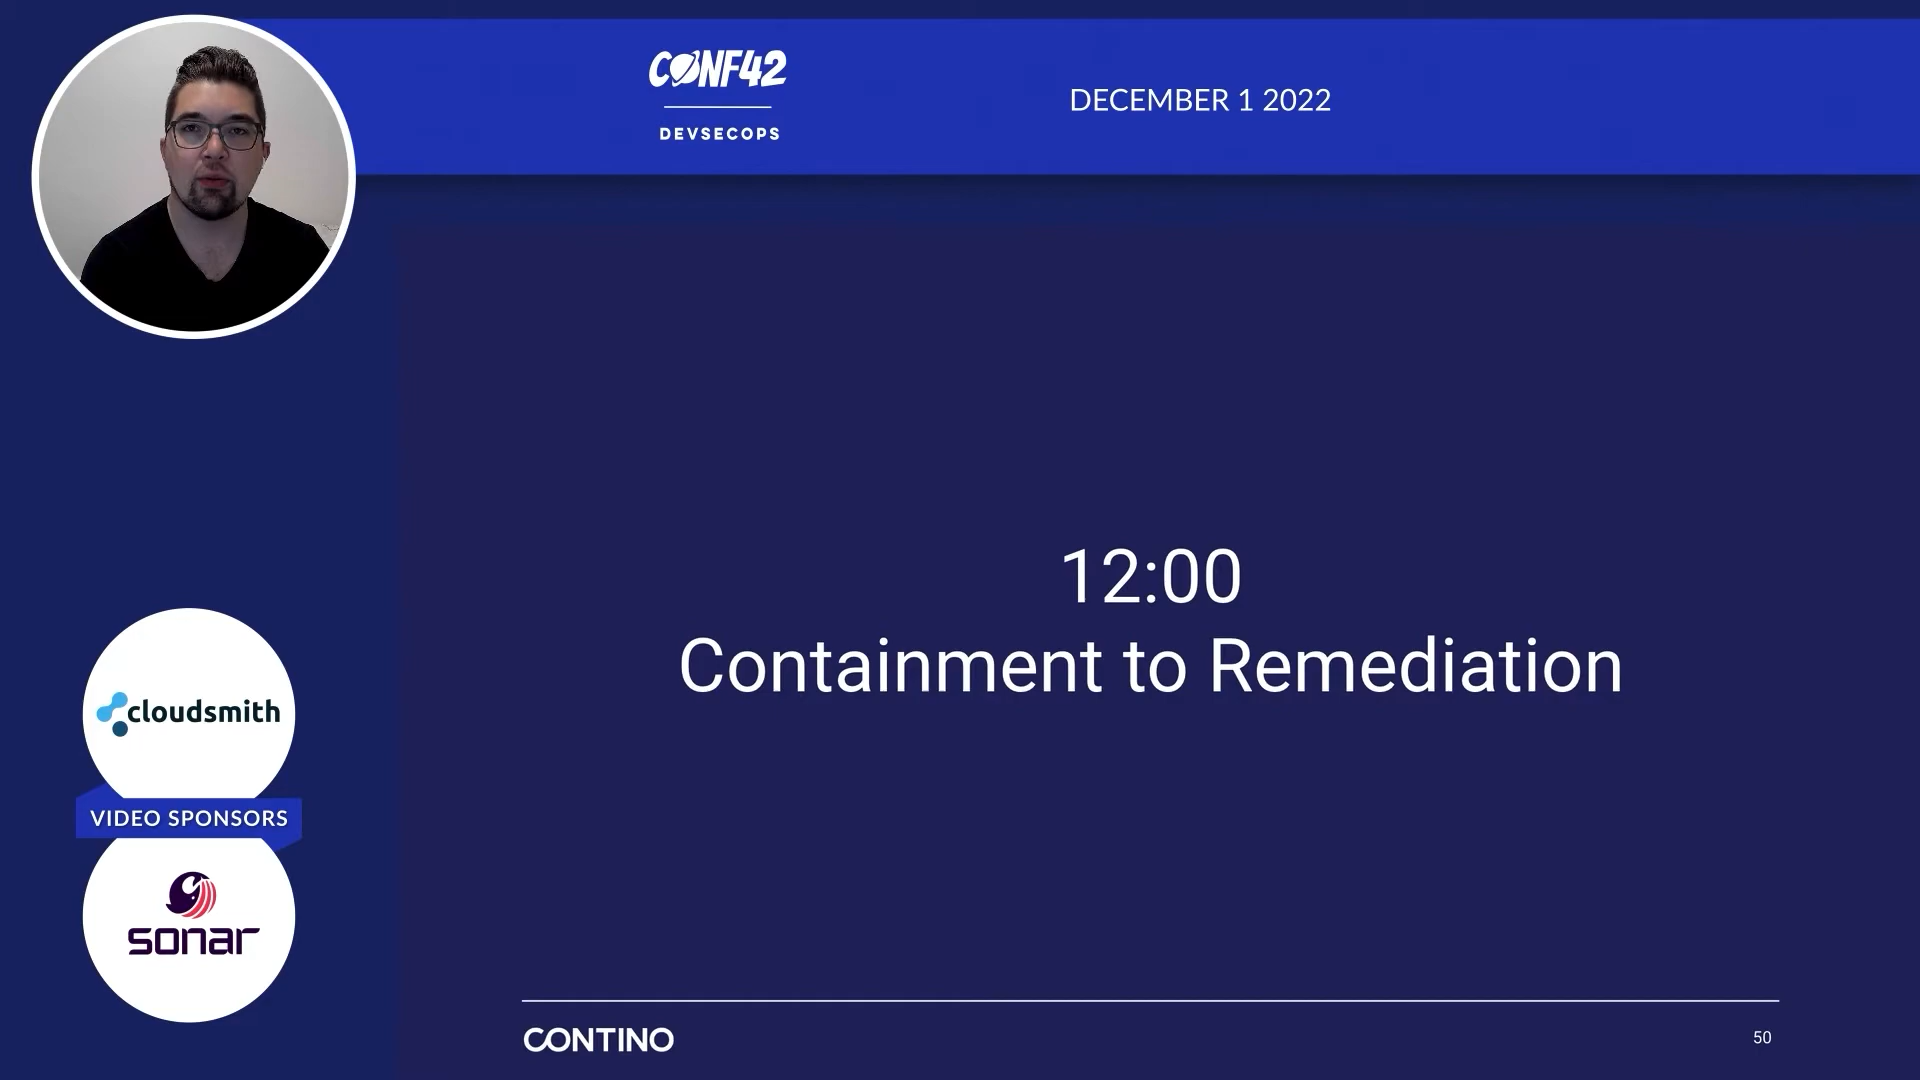 CONF42
DEVSECOPS
DECEMBER 1 2022
12:00
Containment to Remediation
cloudsmith
VIDEO SPONSORS
sonar
CONTINO
50